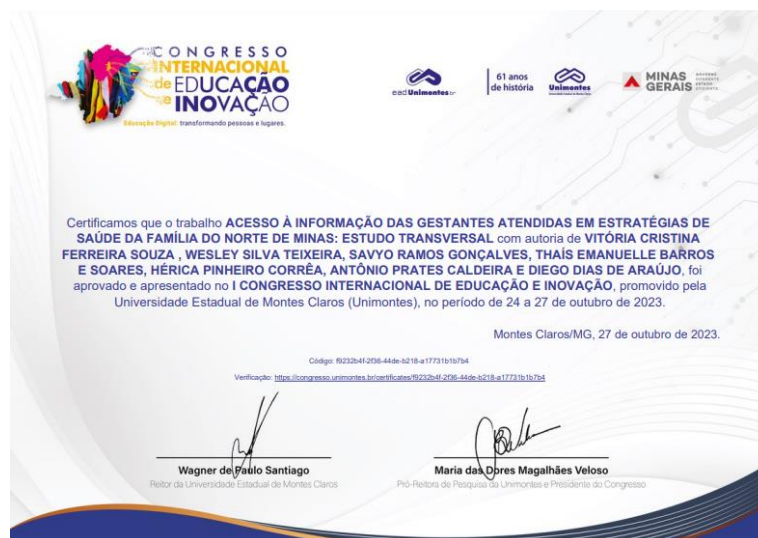 CONGRESSO
INTERNACIONAL
de EDUCAÇÃO
e INOVAÇÃO
Educação Digital: transformando pessoas e lugares.
ead Unimontes
61 anos
de história
Unimontes
MINAS
GERAIS
Certificamos que o trabalho ACESSO À INFORMAÇÃO DAS GESTANTES ATENDIDAS EM ESTRATÉGIAS DE
SAÚDE DA FAMÍLIA DO NORTE DE MINAS: ESTUDO TRANSVERSAL com autoria de VITÓRIA CRISTINA
FERREIRA SOUZA , WESLEY SILVA TEIXEIRA, SAVYO RAMOS GONÇALVES, THAÍS EMANUELLE BARROS
E SOARES, HÉRICA PINHEIRO CORRÊA, ANTÔNIO PRATES CALDEIRA E DIEGO DIAS DE ARAÚJO, foi
aprovado e apresentado no I CONGRESSO INTERNACIONAL DE EDUCAÇÃO E INOVAÇÃO, promovido pela
Universidade Estadual de Montes Claros (Unimontes), no período de 24 a 27 de outubro de 2023.
Montes Claros/MG, 27 de outubro de 2023.
Código: f9232b4f-2f36-44de-b218-a17731b1b7b4
Verificação: https://congresso.unimontes.br/certificates/f9232b4f-2f36-44de-b218-a17731b1b7b4
Wagner de Paulo Santiago
Reitor da Universidade Estadual de Montes Claros
Maria das Dores Magalhães Veloso
Pró-Reitora de Pesquisa da Unimontes e Presidente do Congresso